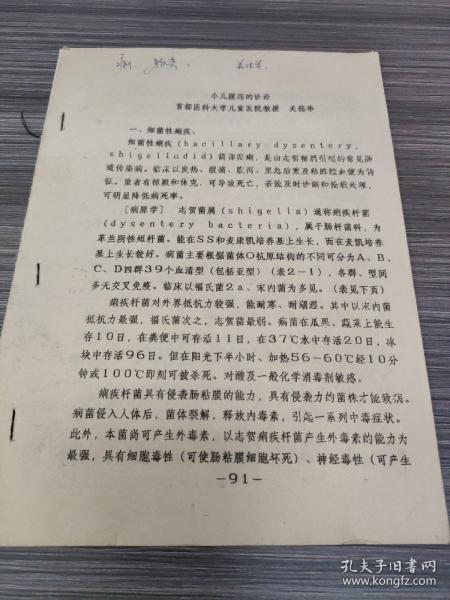 痢、肠炎、
小儿腹泻的诊治
首都医科大学儿童医院教授 关德华
一、细菌性痢疾：
细菌性痢疾(bacillary dysentery,
shigellodid)简称痢疾，是由志贺菌属引起的常见肠
道传染病。临床以发热、腹痛、腹泻、里急后重及粘液脓血便为特
征。重者有惊厥和休克，可导致死亡，若能及时诊断和抢救处理，
可明显降低病死率。
[病原学] 志贺菌属(shigella)通称痢疾杆菌
(dysentery bacteria)，属于肠杆菌科，为
革兰阴性短杆菌。能在SS和麦康凯培养基上生长，而在麦凯培养
基上生长较好。病菌主要根据菌体O抗原结构的不同可分为A、B、
C、D四群39个血清型(包括亚型)(表2-1)，各群、型间
多无交叉免疫。临床以福氏菌2a、宋内菌为多见。(表见下页)
痢疾杆菌对外界抵抗力较强，能耐寒、耐潮湿。其中以宋内菌
抵抗力最强，福氏菌次之，志贺菌最弱。病菌在瓜果、蔬菜上能生
存10日，在粪便中可存活11日，在37℃水中存活20日，冰
块中存活96日。但在阳光下半小时、加热56-60℃经10分
钟或100℃即刻可被杀死。对酸及一般化学消毒剂敏感。
痢疾杆菌具有侵袭肠粘膜的能力，具有侵袭力的菌株才能致病。
病菌侵入人体后，菌体裂解，释放内毒素，引起一系列中毒症状。
此外，本菌尚可产生外毒素，以志贺痢疾杆菌产生外毒素的能力为
最强，具有细胞毒性(可使肠粘膜细胞坏死)、神经毒性(可产生
-91-
孔夫子旧书网
www.kongfz.com